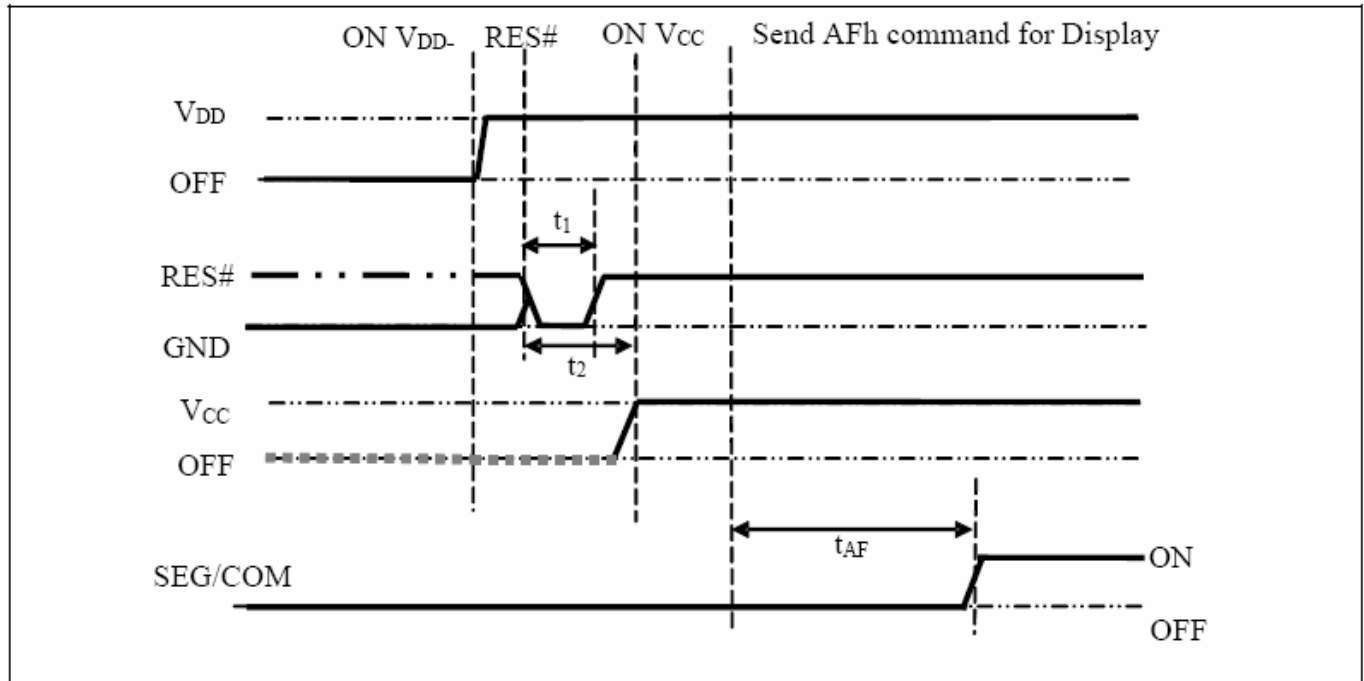 ON VDD- RES# ON VCC Send AFh command for Display
VDD
OFF
t1
RES#
GND
t2
VCC
OFF
tAF
ON
SEG/COM
OFF